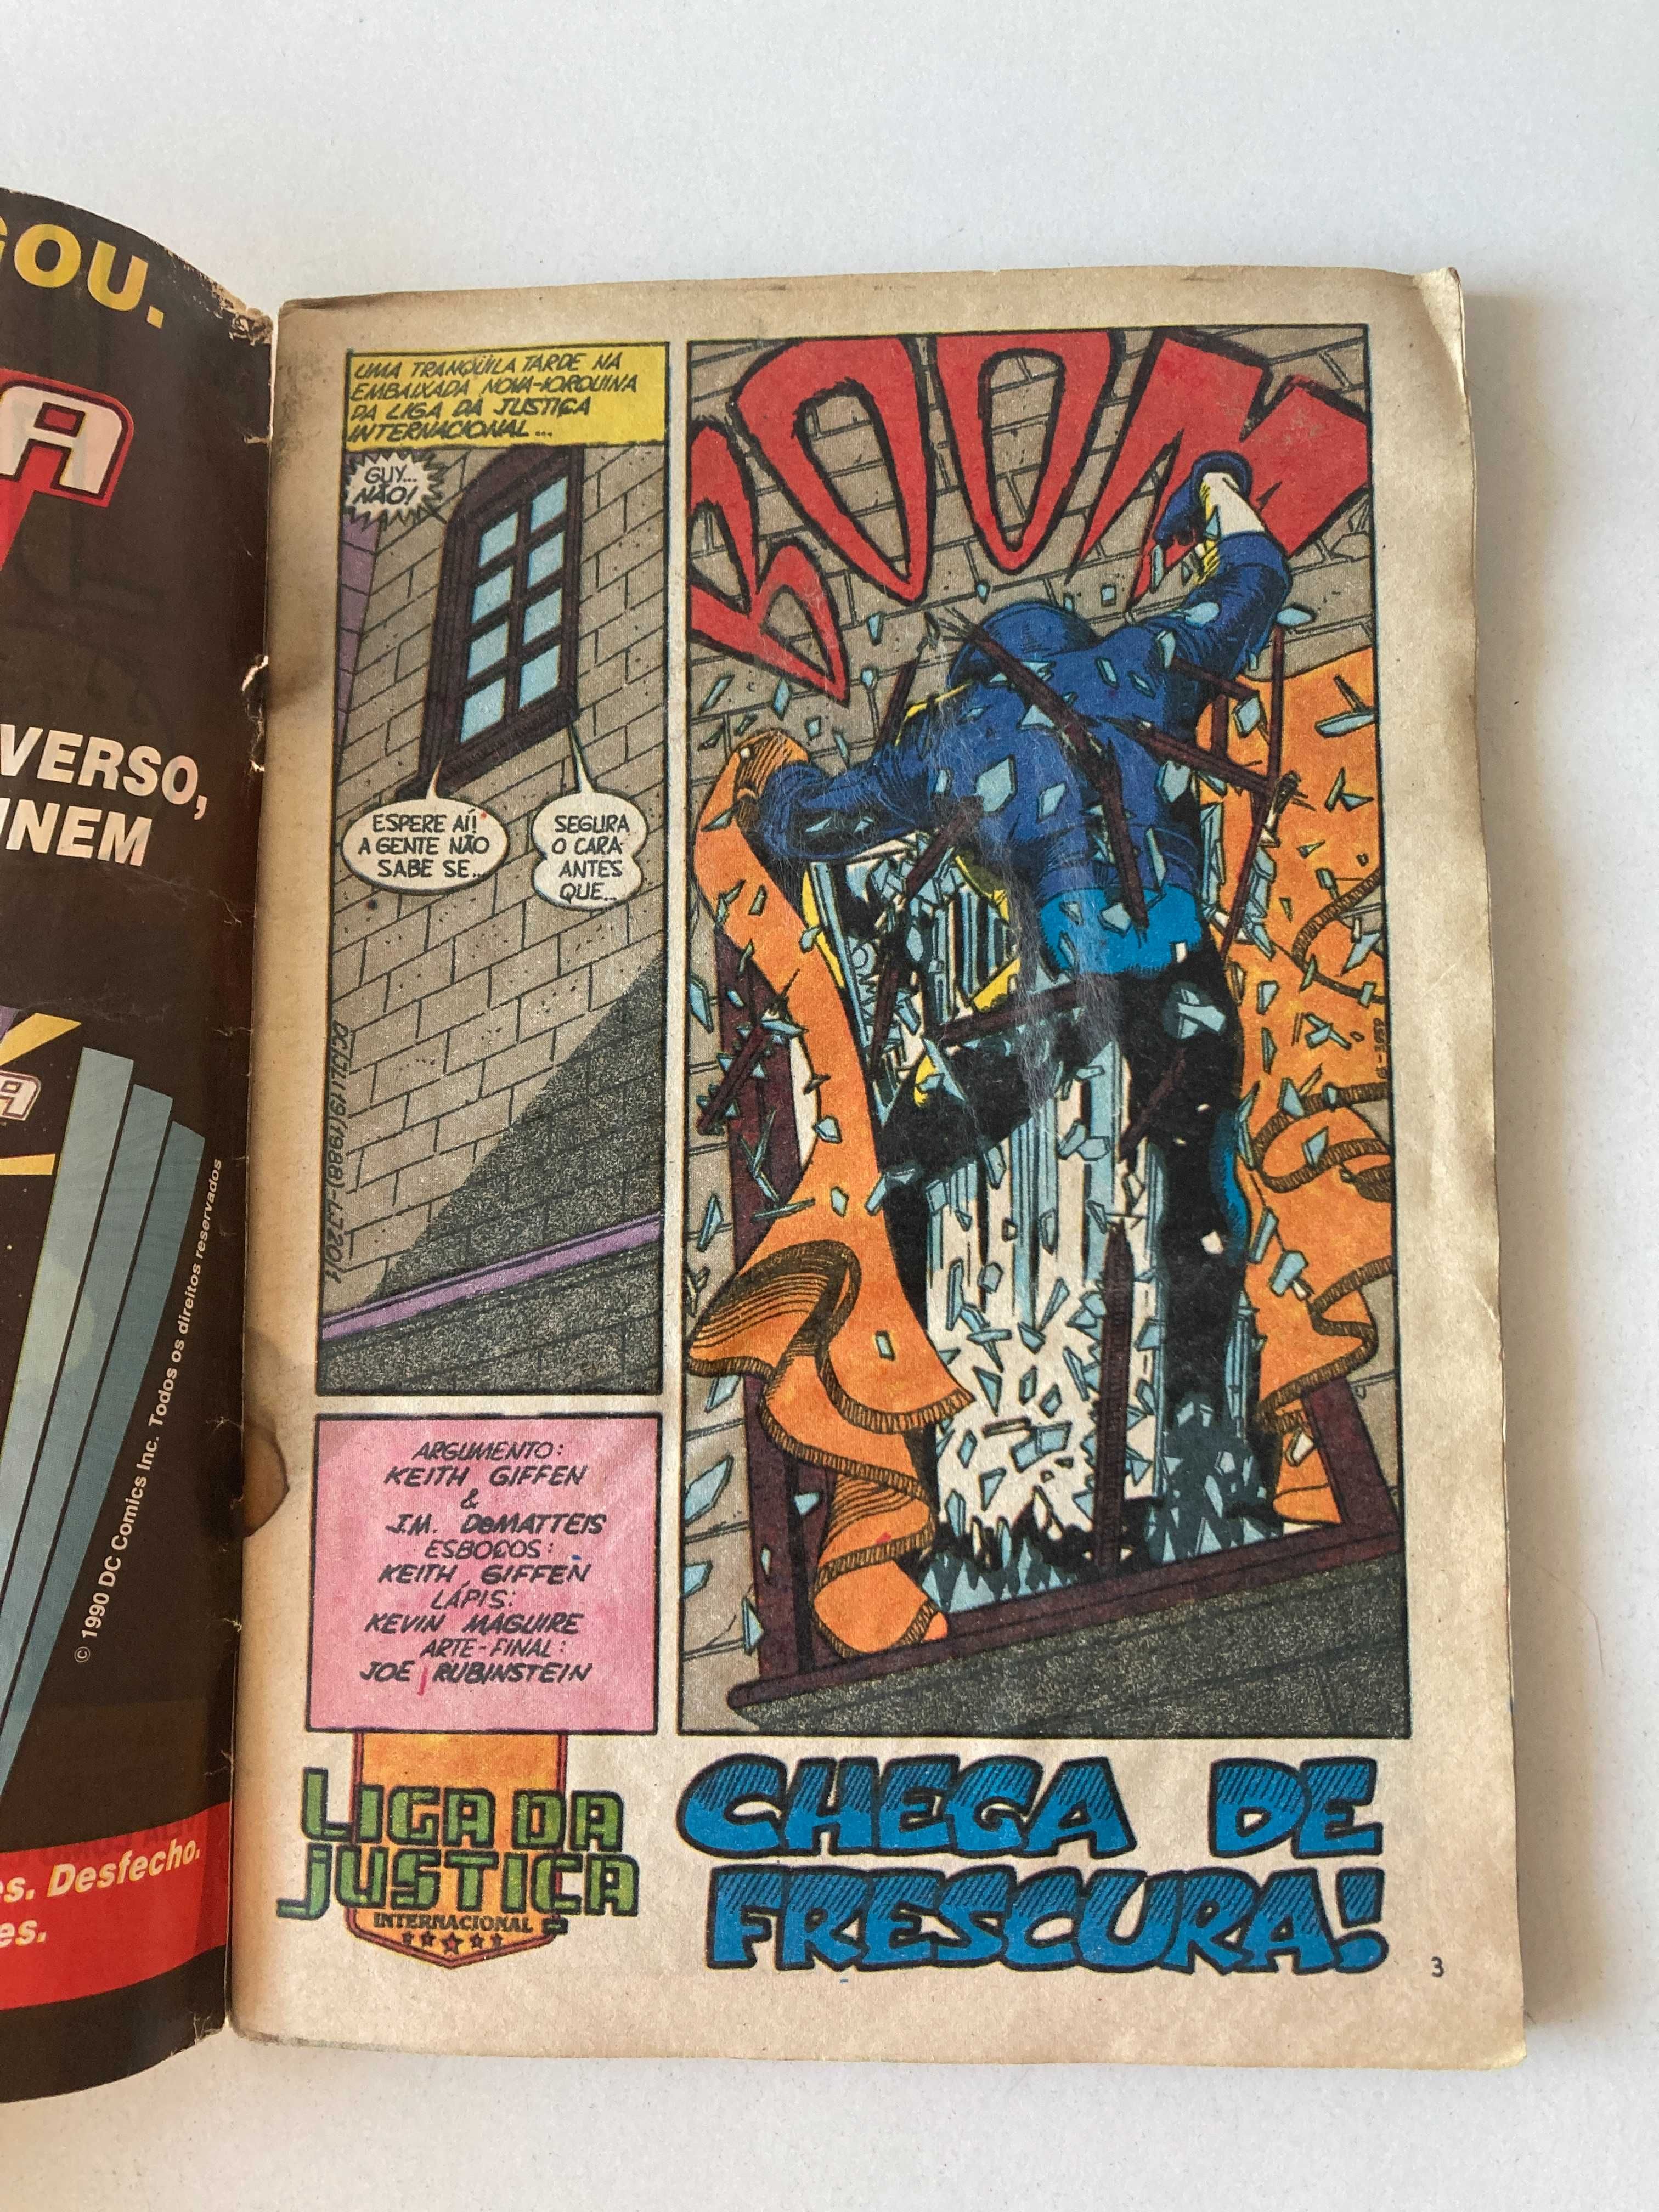 GOU.
A
VERSO,
INEM
A
© 1990 DC Comics Inc. Todos os direitos reservados
es. Desfecho.
es.
UMA TRANQÜILA TARDE NA
EMBAIXADA NOVA-IORQUINA
DA LIGA DA JUSTIÇA
INTERNACIONAL...
GUY...
NÃO!
ESPERE AÍ!
A GENTE NÃO
SABE SE...
SEGURA
O CARA
ANTES
QUE...
BOOM
ARGUMENTO:
KEITH GIFFEN
&
J.M. DeMATTEIS
ESBOÇOS:
KEITH GIFFEN
LÁPIS:
KEVIN MAGUIRE
ARTE-FINAL:
JOE RUBINSTEIN
LIGA DA
JUSTIÇA
INTERNACIONAL
CHEGA DE
FRESCURA!
3